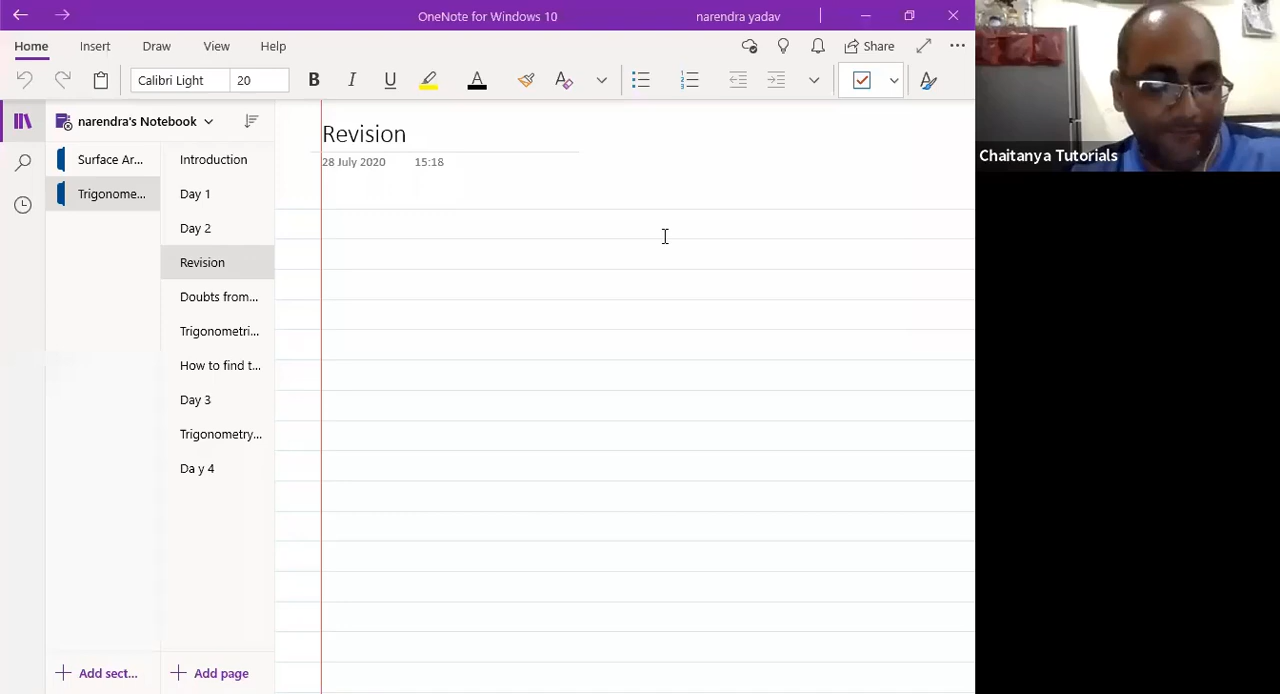 OneNote for Windows 10
narendra yadav
Home Insert Draw View Help
Share
Calibri Light 20 B I U A A
narendra's Notebook
Surface Ar...
Trigonome...
Introduction
Day 1
Day 2
Revision
Doubts from...
Trigonometri...
How to find t...
Day 3
Trigonometry...
Da y 4
Add sect...
Add page
Revision
28 July 2020 15:18
Chaitanya Tutorials